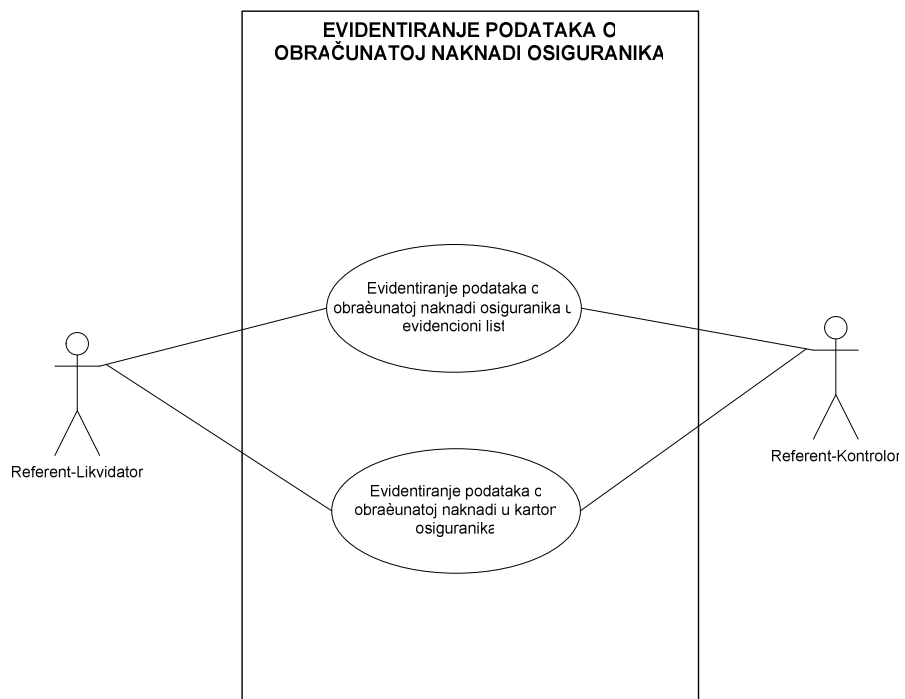 EVIDENTIRANJE PODATAKA O
OBRAČUNATOJ NAKNADI OSIGURANIKA
Evidentiranje podataka o
obraèunatoj naknadi osiguranika u
evidencioni list
Referent-Likvidator
Referent-Kontrolor
Evidentiranje podataka o
obraèunatoj naknadi u karton
osiguranika